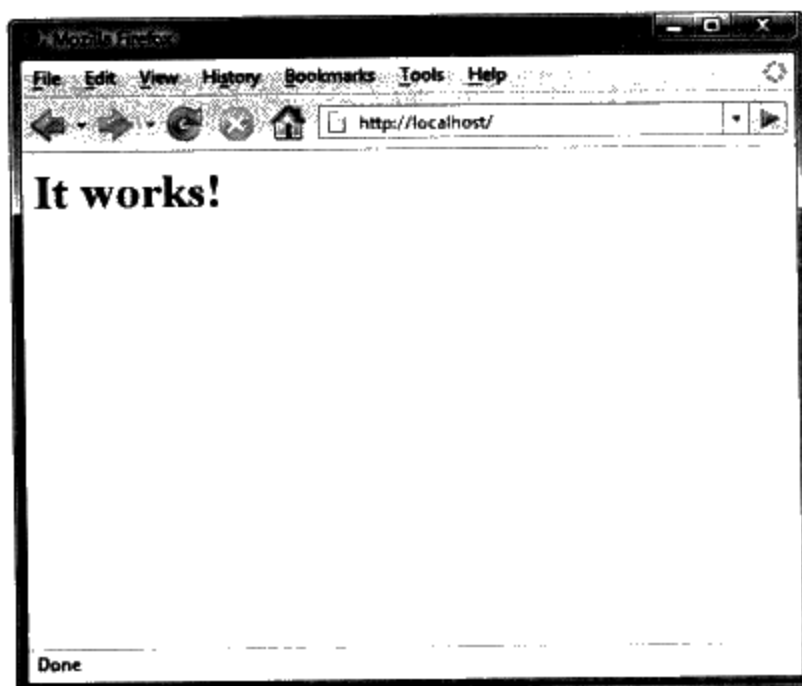 Mozilla Firefox
File Edit View History Bookmarks Tools Help
http://localhost/
It works!
Done